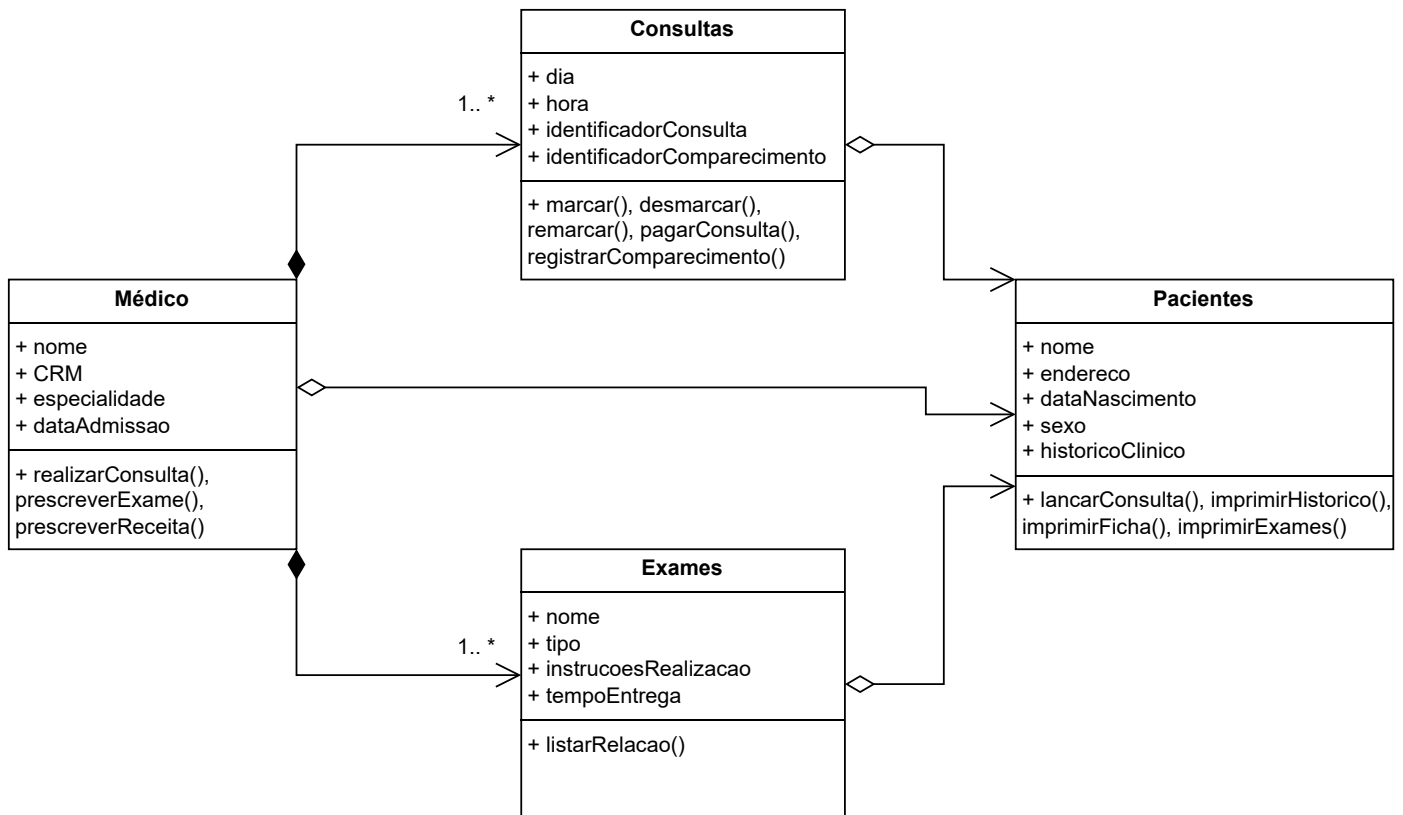 Consultas
+ dia
+ hora
+ identificadorConsulta
+ identificadorComparecimento
+ marcar(), desmarcar(),
remarcar(), pagarConsulta(),
registrarComparecimento()
1.. *
Médico
+ nome
+ CRM
+ especialidade
+ dataAdmissao
+ realizarConsulta(),
prescreverExame(),
prescreverReceita()
Pacientes
+ nome
+ endereco
+ dataNascimento
+ sexo
+ historicoClinico
+ lancarConsulta(), imprimirHistorico(),
imprimirFicha(), imprimirExames()
1.. *
Exames
+ nome
+ tipo
+ instrucoesRealizacao
+ tempoEntrega
+ listarRelacao()